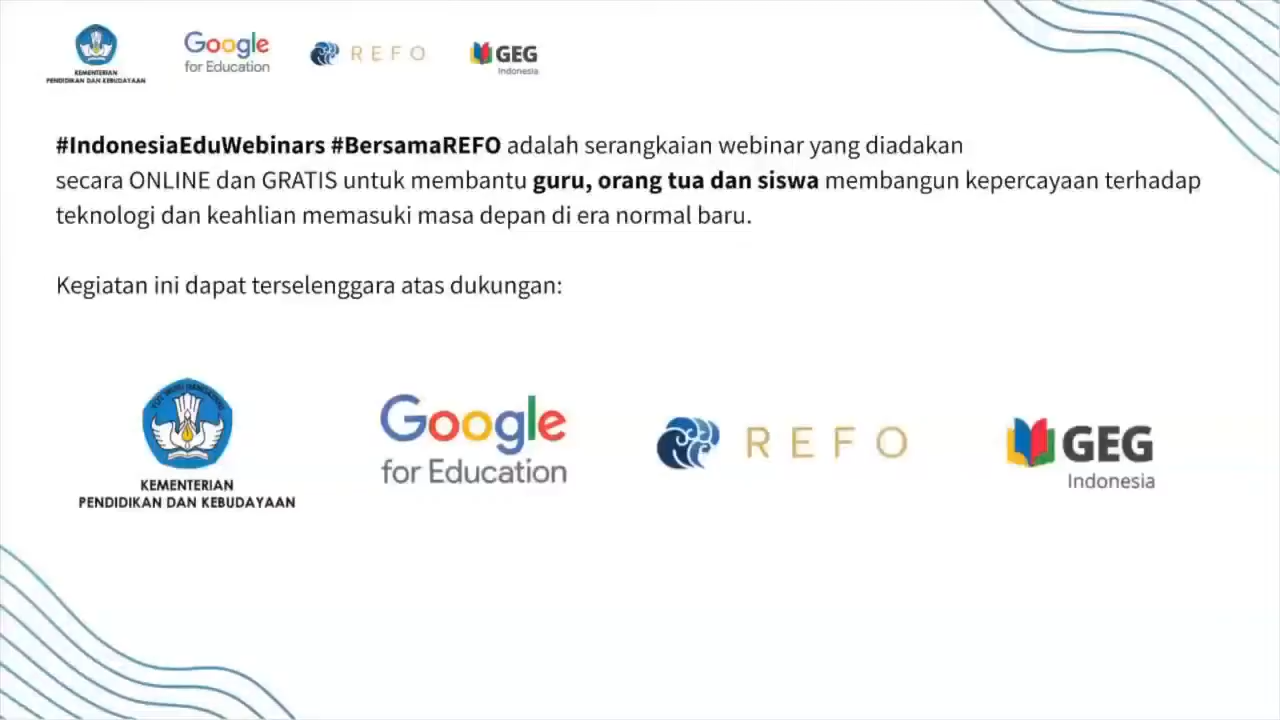 KEMENTERIAN
PENDIDIKAN DAN KEBUDAYAAN
Google
for Education
REFO
GEG
Indonesia
#IndonesiaEduWebinars #BersamaREFO adalah serangkaian webinar yang diadakan
secara ONLINE dan GRATIS untuk membantu guru, orang tua dan siswa membangun kepercayaan terhadap
teknologi dan keahlian memasuki masa depan di era normal baru.
Kegiatan ini dapat terselenggara atas dukungan:
KEMENTERIAN
PENDIDIKAN DAN KEBUDAYAAN
Google
for Education
REFO
GEG
Indonesia